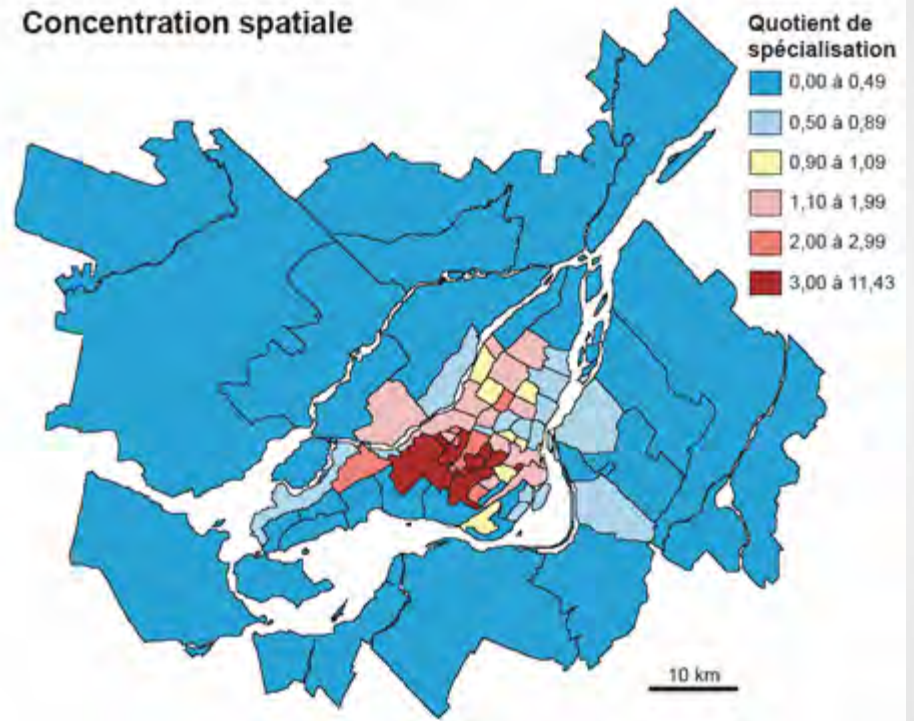 Concentration spatiale
Quotient de
spécialisation
0,00 à 0,49
0,50 à 0,89
0,90 à 1,09
1,10 à 1,99
2,00 à 2,99
3,00 à 11,43
10 km